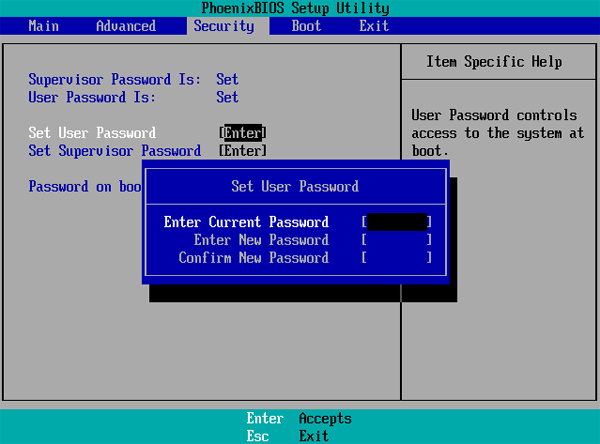 PhoenixBIOS Setup Utility
Main Advanced Security Boot Exit
Item Specific Help
Supervisor Password Is: Set
User Password Is: Set
User Password controls
access to the system at
boot.
Set User Password [Enter]
Set Supervisor Password [Enter]
Password on boo
Set User Password
Enter Current Password [ ]
Enter New Password [ ]
Confirm New Password [ ]
Enter Accepts
Esc Exit